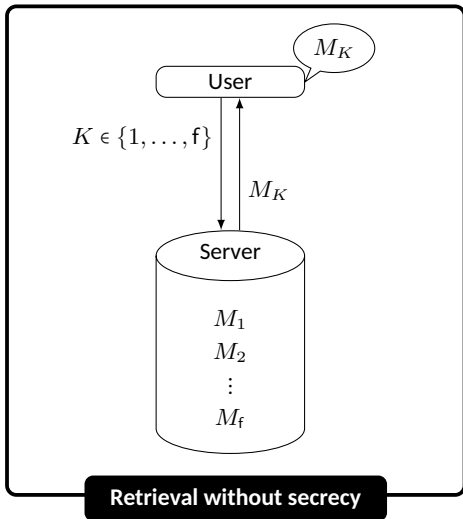 M_K
User
K ∈ {1, . . . , f}
M_K
Server
M_1
M_2
⋮
M_f
Retrieval without secrecy